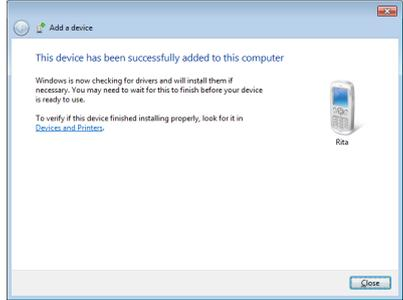 Add a device
This device has been successfully added to this computer
Windows is now checking for drivers and will install them if
necessary. You may need to wait for this to finish before your device
is ready to use.
To verify if this device finished installing properly, look for it in
Devices and Printers.
Rita
Close